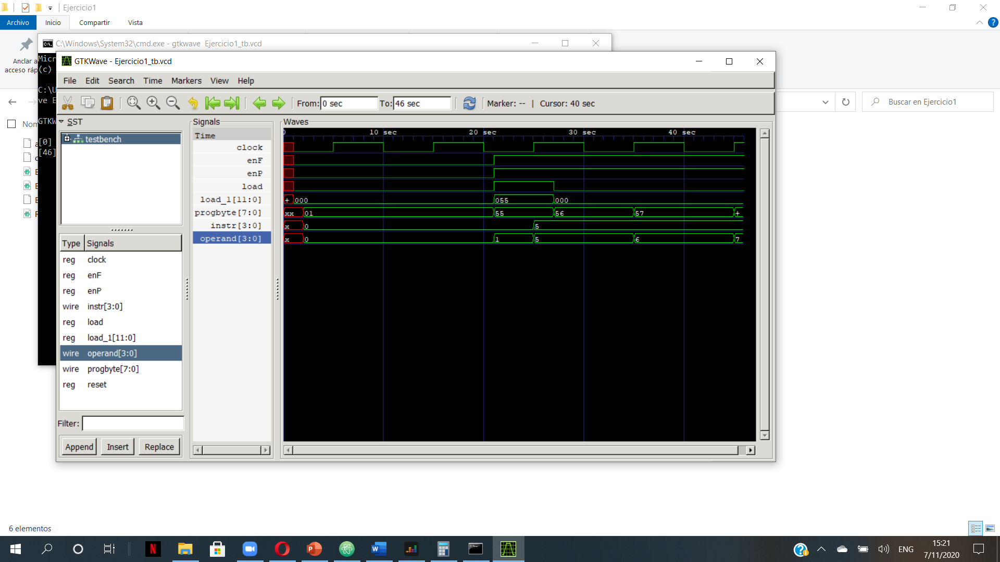 Ejercicio1
Archivo Inicio Compartir Vista
C:\Windows\System32\cmd.exe - gtkwave Ejercicio1_tb.vcd
Anclar a
acceso ráp
Micr
(c)
C:\U
ve E
GTKW
[0]
[46]
GTKWave - Ejercicio1_tb.vcd
File Edit Search Time Markers View Help
From: 0 sec To: 46 sec Marker: -- | Cursor: 40 sec
Buscar en Ejercicio1
Nom
SST
testbench
Type Signals
reg clock
reg enF
reg enP
wire instr[3:0]
reg load
reg load_1[11:0]
wire operand[3:0]
wire progbyte[7:0]
reg reset
Filter:
Append Insert Replace
Signals
Time
clock
enF
enP
load
load_1[11:0]
progbyte[7:0]
instr[3:0]
operand[3:0]
Waves
0 10 sec 20 sec 30 sec 40 sec
+ 000 055 000
xx 01 55 56 57 +
x 0 5
x 0 1 5 6 7
6 elementos
ENG
15:21
7/11/2020